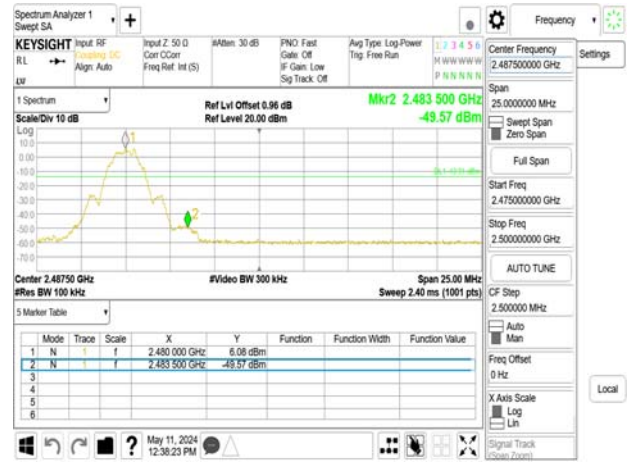 Spectrum Analyzer 1
Swept SA
+
Frequency
KEYSIGHT
RL
Input: RF
Coupling: DC
Align: Auto
Input Z: 50 Ω
Corr CCorr
Freq Ref: Int (S)
#Atten: 30 dB
PNO: Fast
Gate: Off
IF Gain: Low
Sig Track: Off
Avg Type: Log-Power
Trig: Free Run
1 2 3 4 5 6
M W W W W W
P N N N N N
Center Frequency
2.487500000 GHz
Settings
Span
25.0000000 MHz
Swept Span
Zero Span
Full Span
Start Freq
2.475000000 GHz
Stop Freq
2.500000000 GHz
AUTO TUNE
CF Step
2.500000 MHz
Auto
Man
Freq Offset
0 Hz
X Axis Scale
Log
Lin
Signal Track
(Span Zoom)
Local
1 Spectrum
Scale/Div 10 dB
Ref Lvl Offset 0.96 dB
Ref Level 20.00 dBm
Mkr2 2.483 500 GHz
-49.57 dBm
Log
10.0
0.00
-10.0
-20.0
-30.0
-40.0
-50.0
-60.0
-70.0
1
2
Center 2.48750 GHz
#Res BW 100 kHz
#Video BW 300 kHz
Span 25.00 MHz
Sweep 2.40 ms (1001 pts)
5 Marker Table
Mode Trace Scale X Y Function Function Width Function Value
1 N 1 f 2.480 000 GHz 6.08 dBm
2 N 1 f 2.483 500 GHz -49.57 dBm
3
4
5
6
?
May 11, 2024
12:38:23 PM